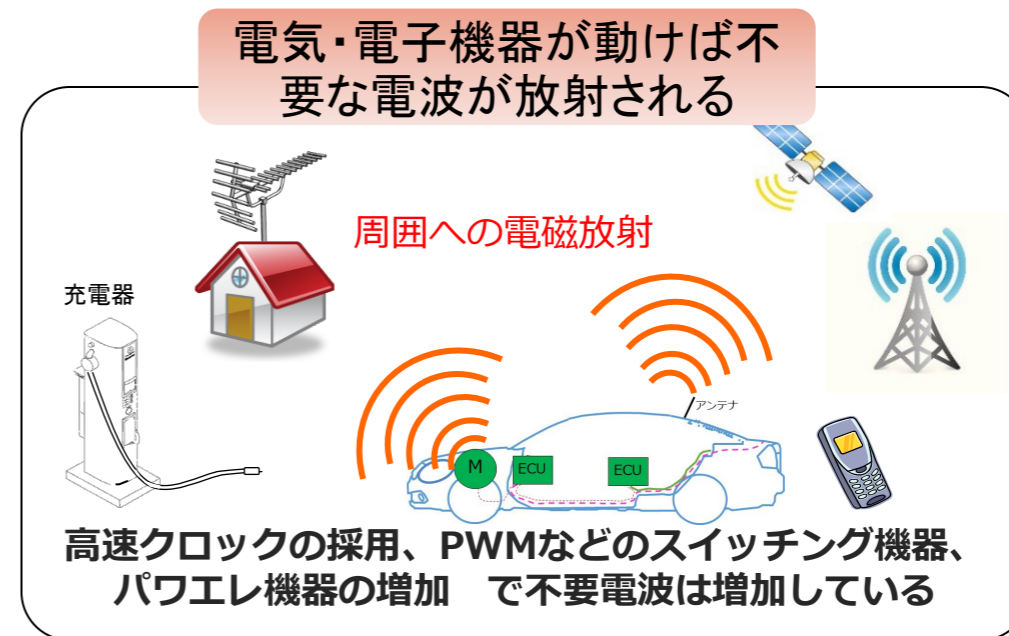 電気・電子機器が動けば不
要な電波が放射される
周囲への電磁放射
充電器
アンテナ
M
ECU
ECU
高速クロックの採用、PWMなどのスイッチング機器、
パワエレ機器の増加　で不要電波は増加している